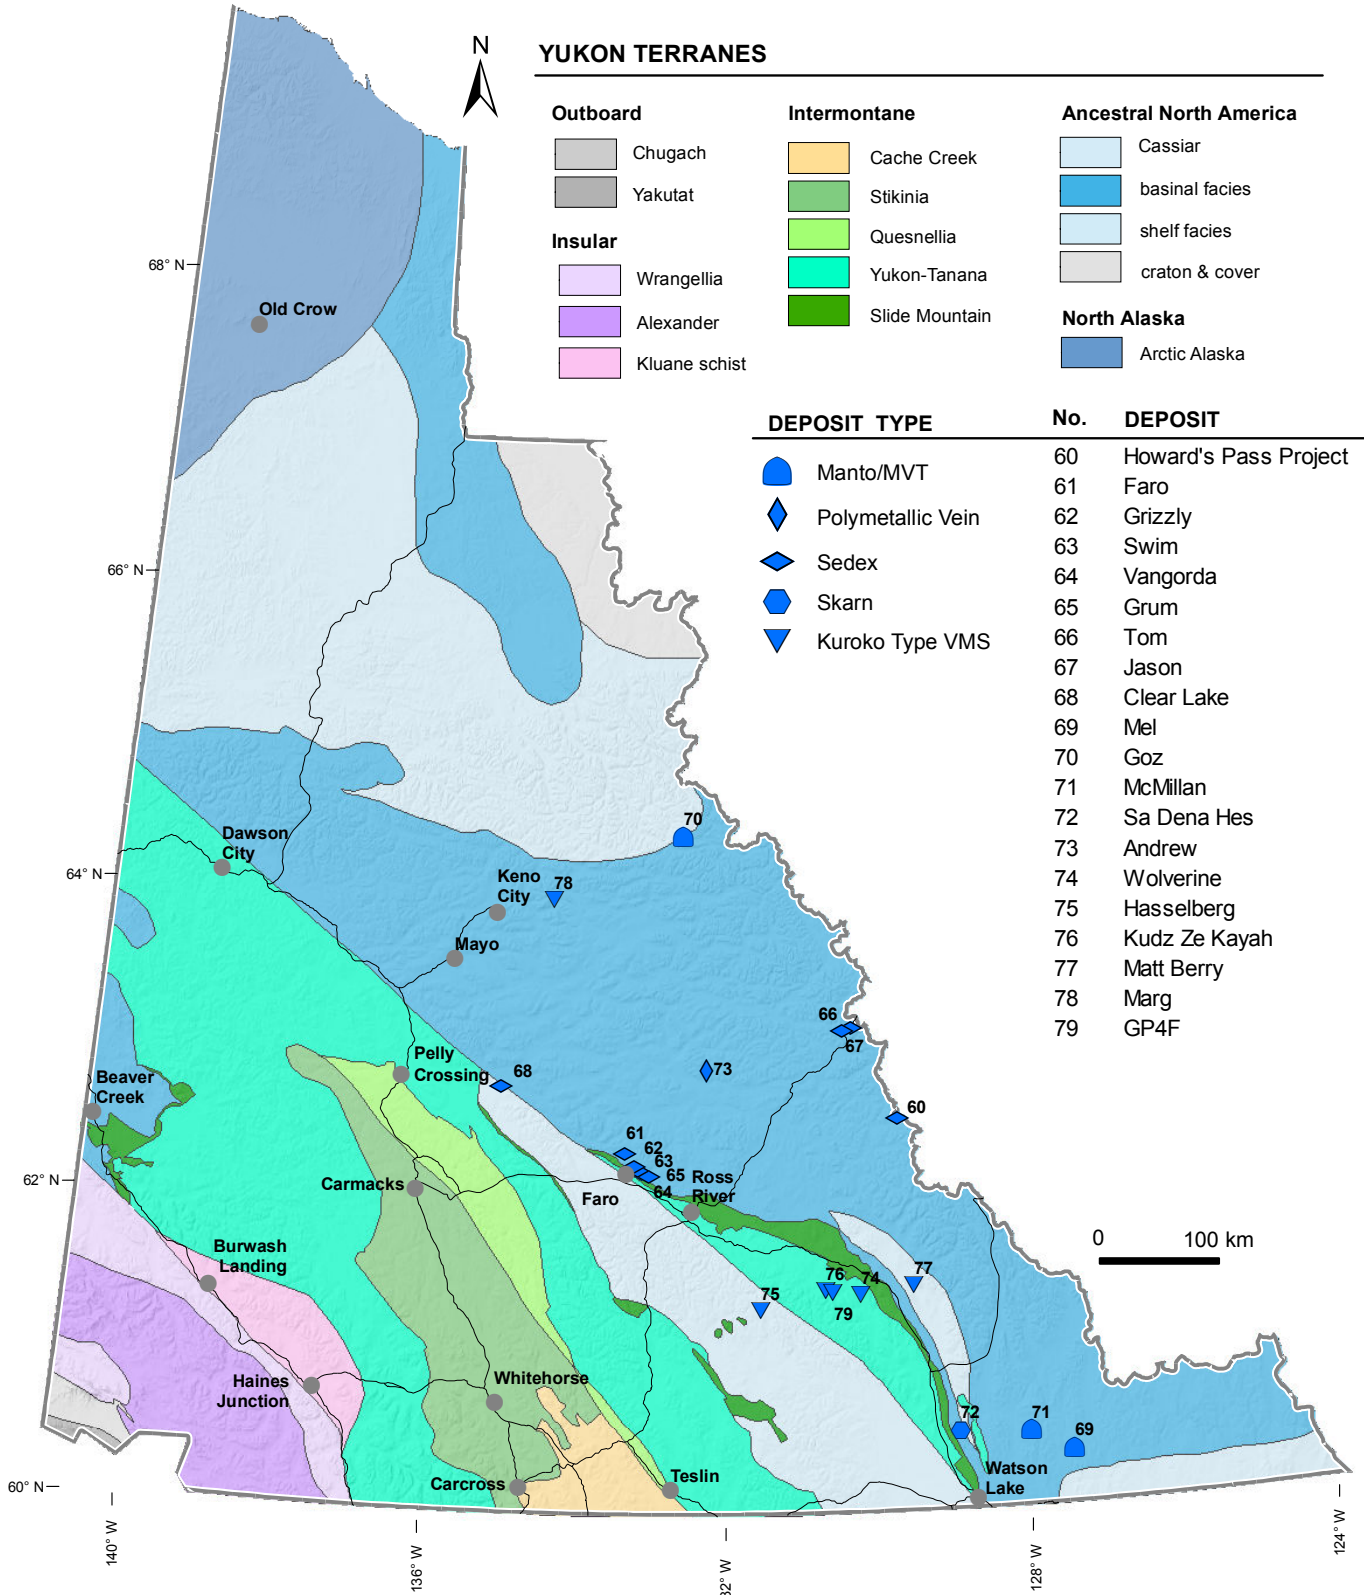 N
YUKON TERRANES
Outboard
Chugach
Yakutat
Insular
Wrangellia
Alexander
Kluane schist
Intermontane
Cache Creek
Stikinia
Quesnellia
Yukon-Tanana
Slide Mountain
Ancestral North America
Cassiar
basinal facies
shelf facies
craton & cover
North Alaska
Arctic Alaska
DEPOSIT TYPE
Manto/MVT
Polymetallic Vein
Sedex
Skarn
Kuroko Type VMS
No. DEPOSIT
60 Howard's Pass Project
61 Faro
62 Grizzly
63 Swim
64 Vangorda
65 Grum
66 Tom
67 Jason
68 Clear Lake
69 Mel
70 Goz
71 McMillan
72 Sa Dena Hes
73 Andrew
74 Wolverine
75 Hasselberg
76 Kudz Ze Kayah
77 Matt Berry
78 Marg
79 GP4F
68° N
Old Crow
66° N
70
Dawson
City
64° N
Keno
City
78
Mayo
66
67
Pelly
Crossing
68
73
Beaver
Creek
60
61
62
63
65
64
Ross
River
62° N
Carmacks
Faro
0 100 km
Burwash
Landing
77
76
74
75
79
Haines
Junction
Whitehorse
72
71
69
60° N
Carcross
Teslin
Watson
Lake
140° W
136° W
132° W
128° W
124° W